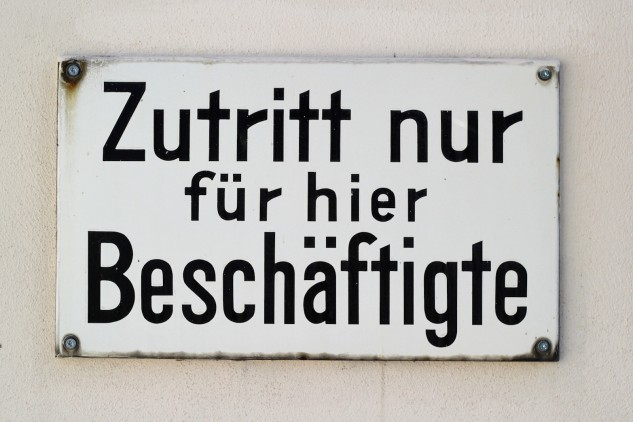 Zutritt nur
für hier
Beschäftigte